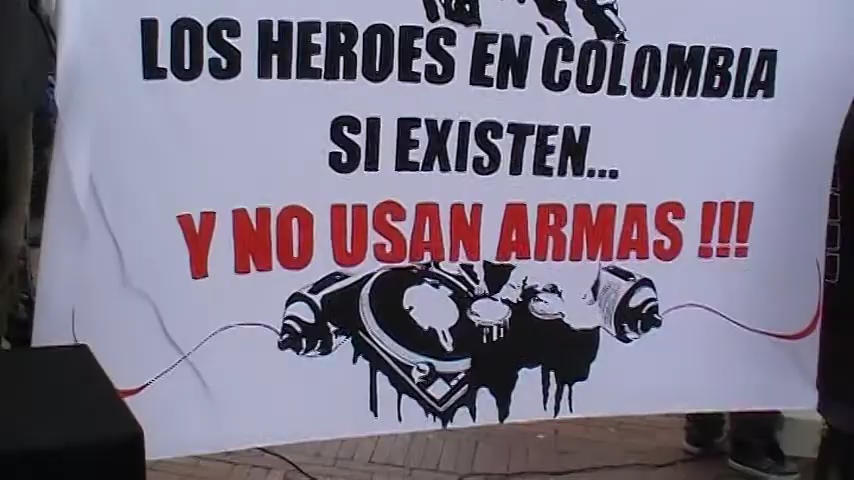 LOS HEROES EN COLOMBIA
SI EXISTEN...
Y NO USAN ARMAS !!!